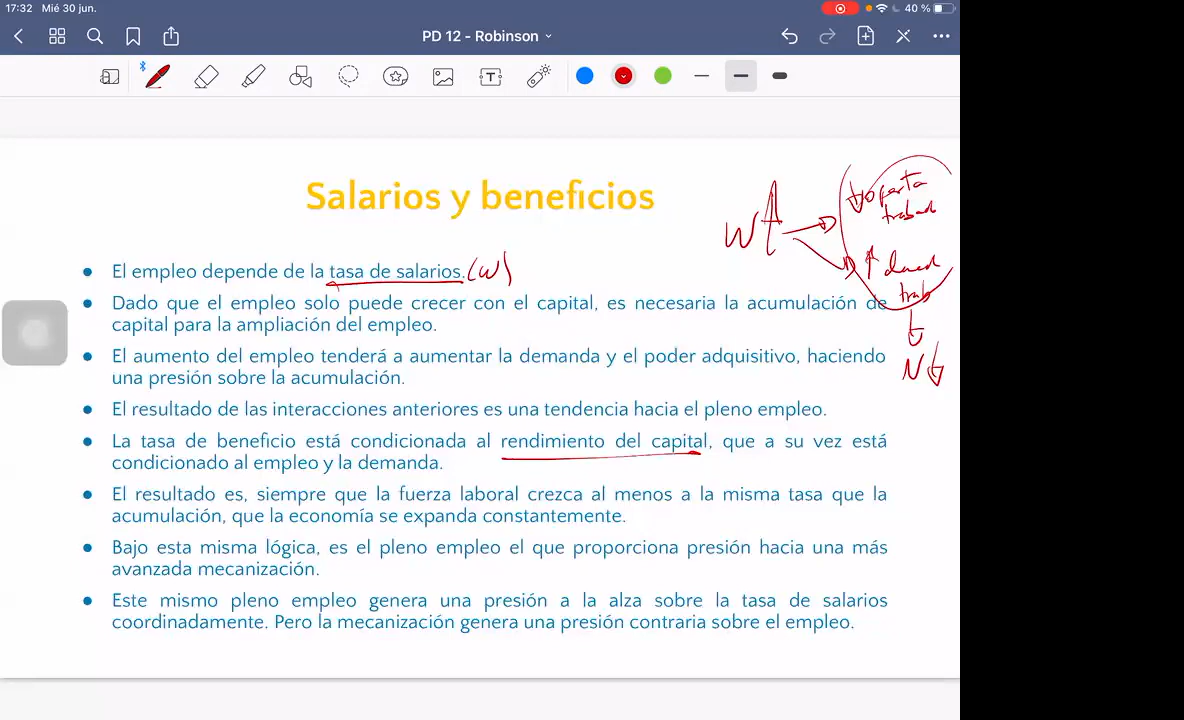 17:32 Mié 30 jun.
40 %
PD 12 - Robinson
Salarios y beneficios
● El empleo depende de la tasa de salarios. (w)
● Dado que el empleo solo puede crecer con el capital, es necesaria la acumulación de
capital para la ampliación del empleo.
● El aumento del empleo tenderá a aumentar la demanda y el poder adquisitivo, haciendo
una presión sobre la acumulación.
● El resultado de las interacciones anteriores es una tendencia hacia el pleno empleo.
● La tasa de beneficio está condicionada al rendimiento del capital, que a su vez está
condicionado al empleo y la demanda.
● El resultado es, siempre que la fuerza laboral crezca al menos a la misma tasa que la
acumulación, que la economía se expanda constantemente.
● Bajo esta misma lógica, es el pleno empleo el que proporciona presión hacia una más
avanzada mecanización.
● Este mismo pleno empleo genera una presión a la alza sobre la tasa de salarios
coordinadamente. Pero la mecanización genera una presión contraria sobre el empleo.
w↑
↑
trab
N↓